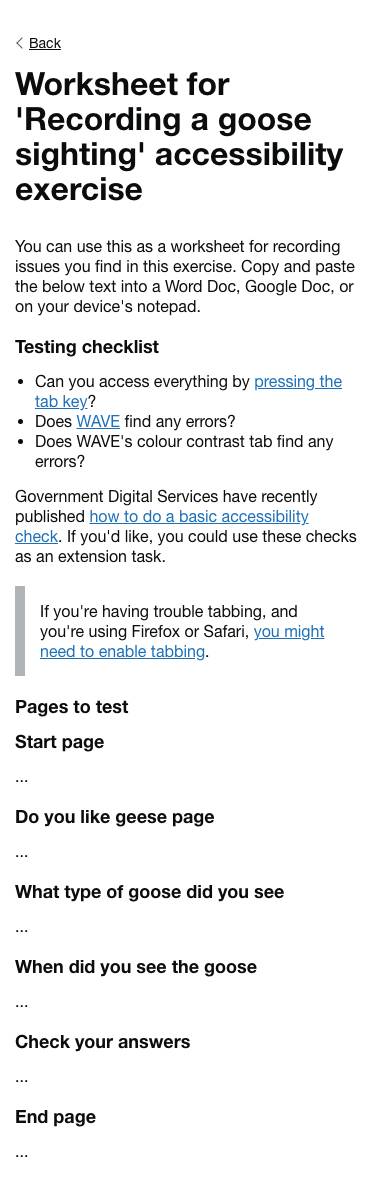 Back
Worksheet for
'Recording a goose
sighting' accessibility
exercise
You can use this as a worksheet for recording
issues you find in this exercise. Copy and paste
the below text into a Word Doc, Google Doc, or
on your device's notepad.
Testing checklist
• Can you access everything by pressing the
tab key?
• Does WAVE find any errors?
• Does WAVE's colour contrast tab find any
errors?
Government Digital Services have recently
published how to do a basic accessibility
check. If you'd like, you could use these checks
as an extension task.
If you're having trouble tabbing, and
you're using Firefox or Safari, you might
need to enable tabbing.
Pages to test
Start page
...
Do you like geese page
...
What type of goose did you see
...
When did you see the goose
...
Check your answers
...
End page
...